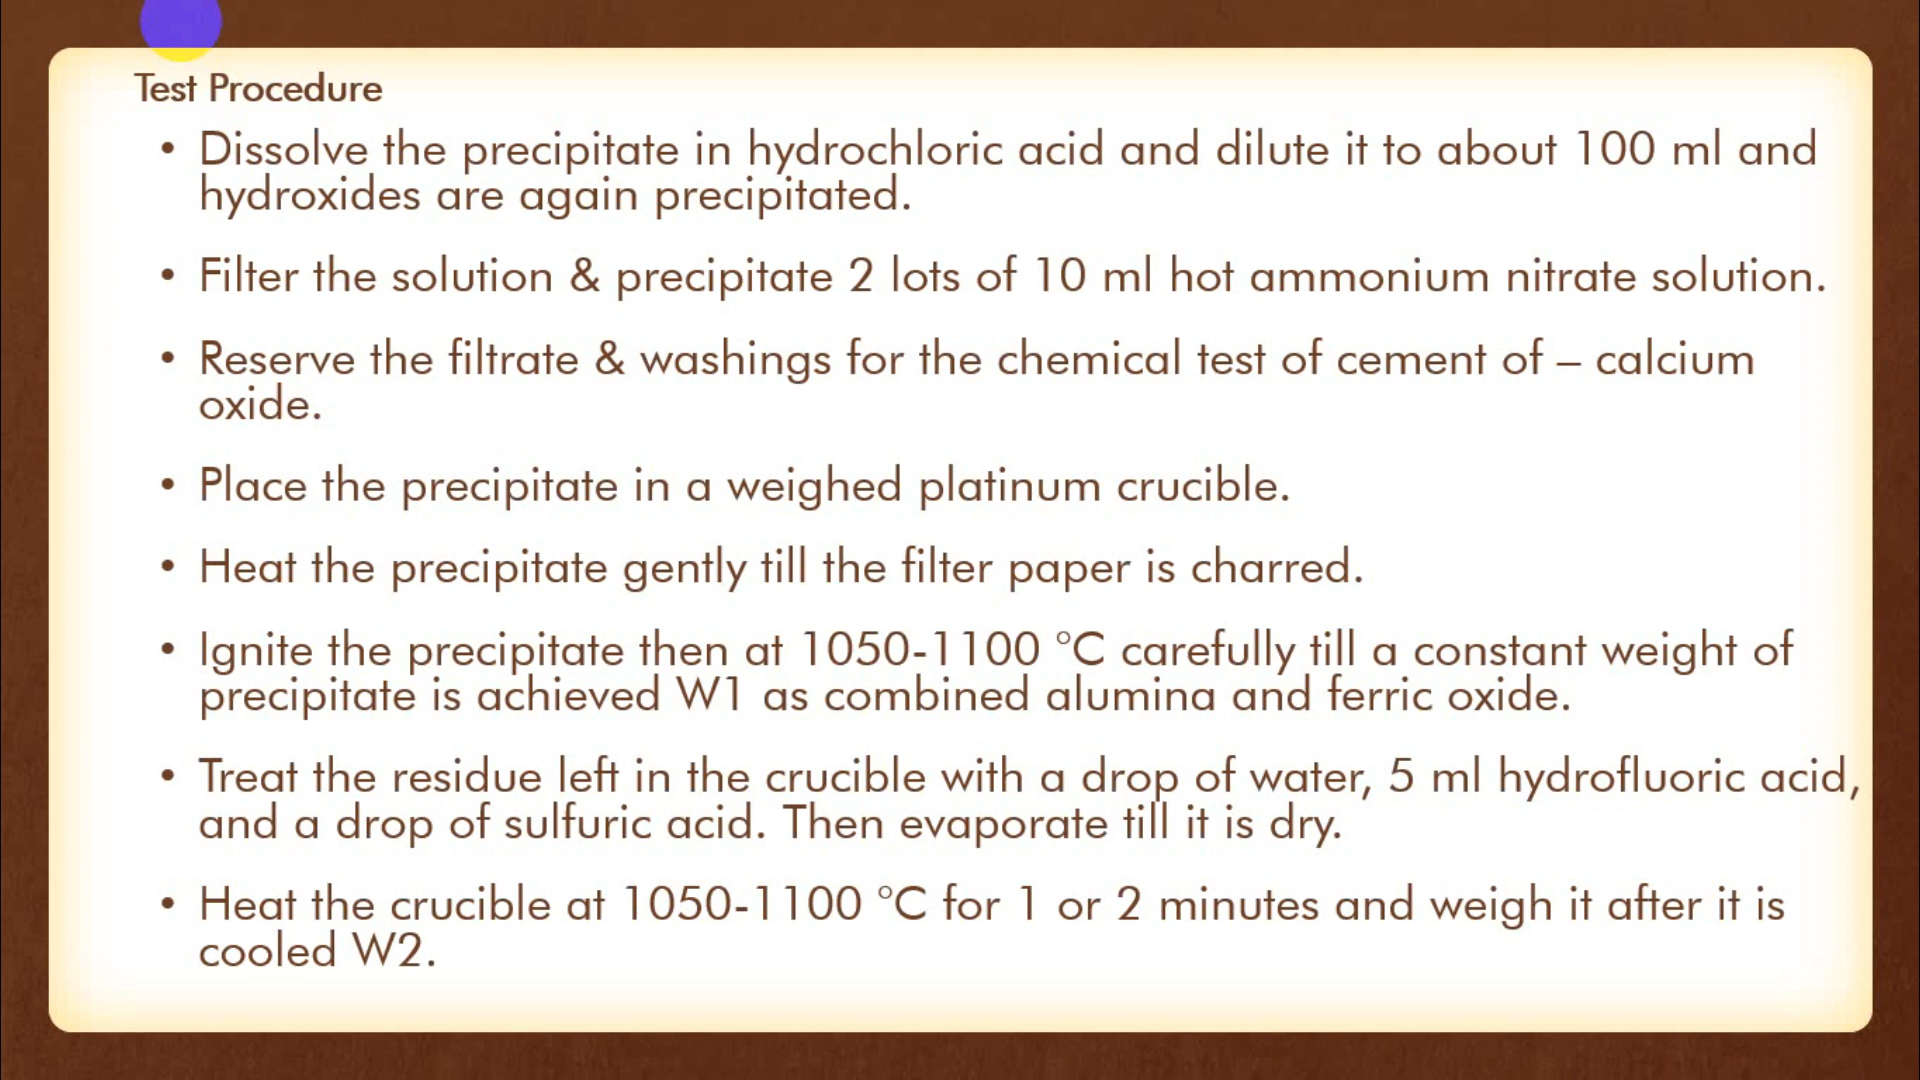 Test Procedure
• Dissolve the precipitate in hydrochloric acid and dilute it to about 100 ml and
hydroxides are again precipitated.
• Filter the solution & precipitate 2 lots of 10 ml hot ammonium nitrate solution.
• Reserve the filtrate & washings for the chemical test of cement of – calcium
oxide.
• Place the precipitate in a weighed platinum crucible.
• Heat the precipitate gently till the filter paper is charred.
• Ignite the precipitate then at 1050-1100 °C carefully till a constant weight of
precipitate is achieved W1 as combined alumina and ferric oxide.
• Treat the residue left in the crucible with a drop of water, 5 ml hydrofluoric acid,
and a drop of sulfuric acid. Then evaporate till it is dry.
• Heat the crucible at 1050-1100 °C for 1 or 2 minutes and weigh it after it is
cooled W2.